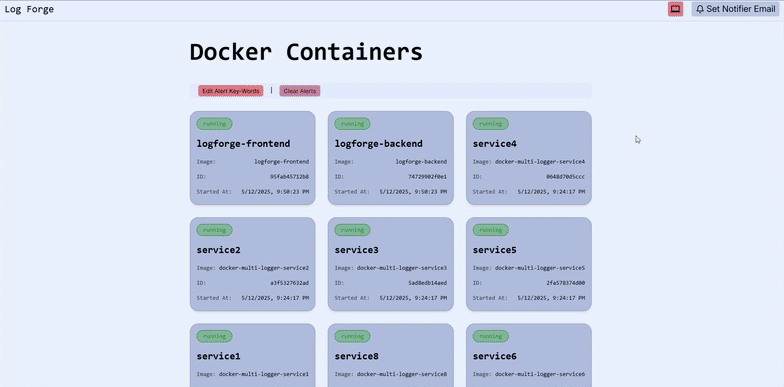 Log Forge
Set Notifier Email
Docker Containers
Edit Alert Key-Words | Clear Alerts
running
logforge-frontend
Image: logforge-frontend
ID: 95fab45712b8
Started At: 5/12/2025, 9:50:23 PM
running
logforge-backend
Image: logforge-backend
ID: 74729902f0e1
Started At: 5/12/2025, 9:50:23 PM
running
service4
Image: docker-multi-logger-service4
ID: 0648d70d5ccc
Started At: 5/12/2025, 9:24:17 PM
running
service2
Image: docker-multi-logger-service2
ID: a3f5327632ad
Started At: 5/12/2025, 9:24:17 PM
running
service3
Image: docker-multi-logger-service3
ID: 5ad8edb14aed
Started At: 5/12/2025, 9:24:17 PM
running
service5
Image: docker-multi-logger-service5
ID: 2fa578374d00
Started At: 5/12/2025, 9:24:17 PM
running
service1
Image: docker-multi-logger-service1
running
service8
Image: docker-multi-logger-service8
running
service6
Image: docker-multi-logger-service6